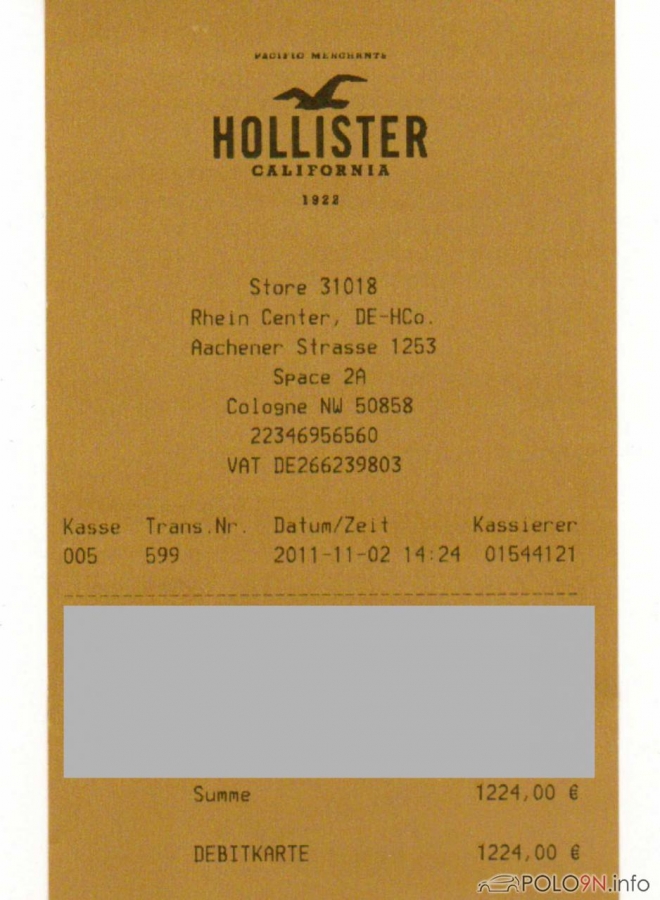 PACIFIC MERCHANTS
HOLLISTER
CALIFORNIA
1922
Store 31018
Rhein Center, DE-HCo.
Aachener Strasse 1253
Space 2A
Cologne NW 50858
22346956560
VAT DE266239803
Kasse Trans.Nr. Datum/Zeit Kassierer
005 599 2011-11-02 14:24 01544121
Summe 1224,00 €
DEBITKARTE 1224,00 €
POLO9N.info